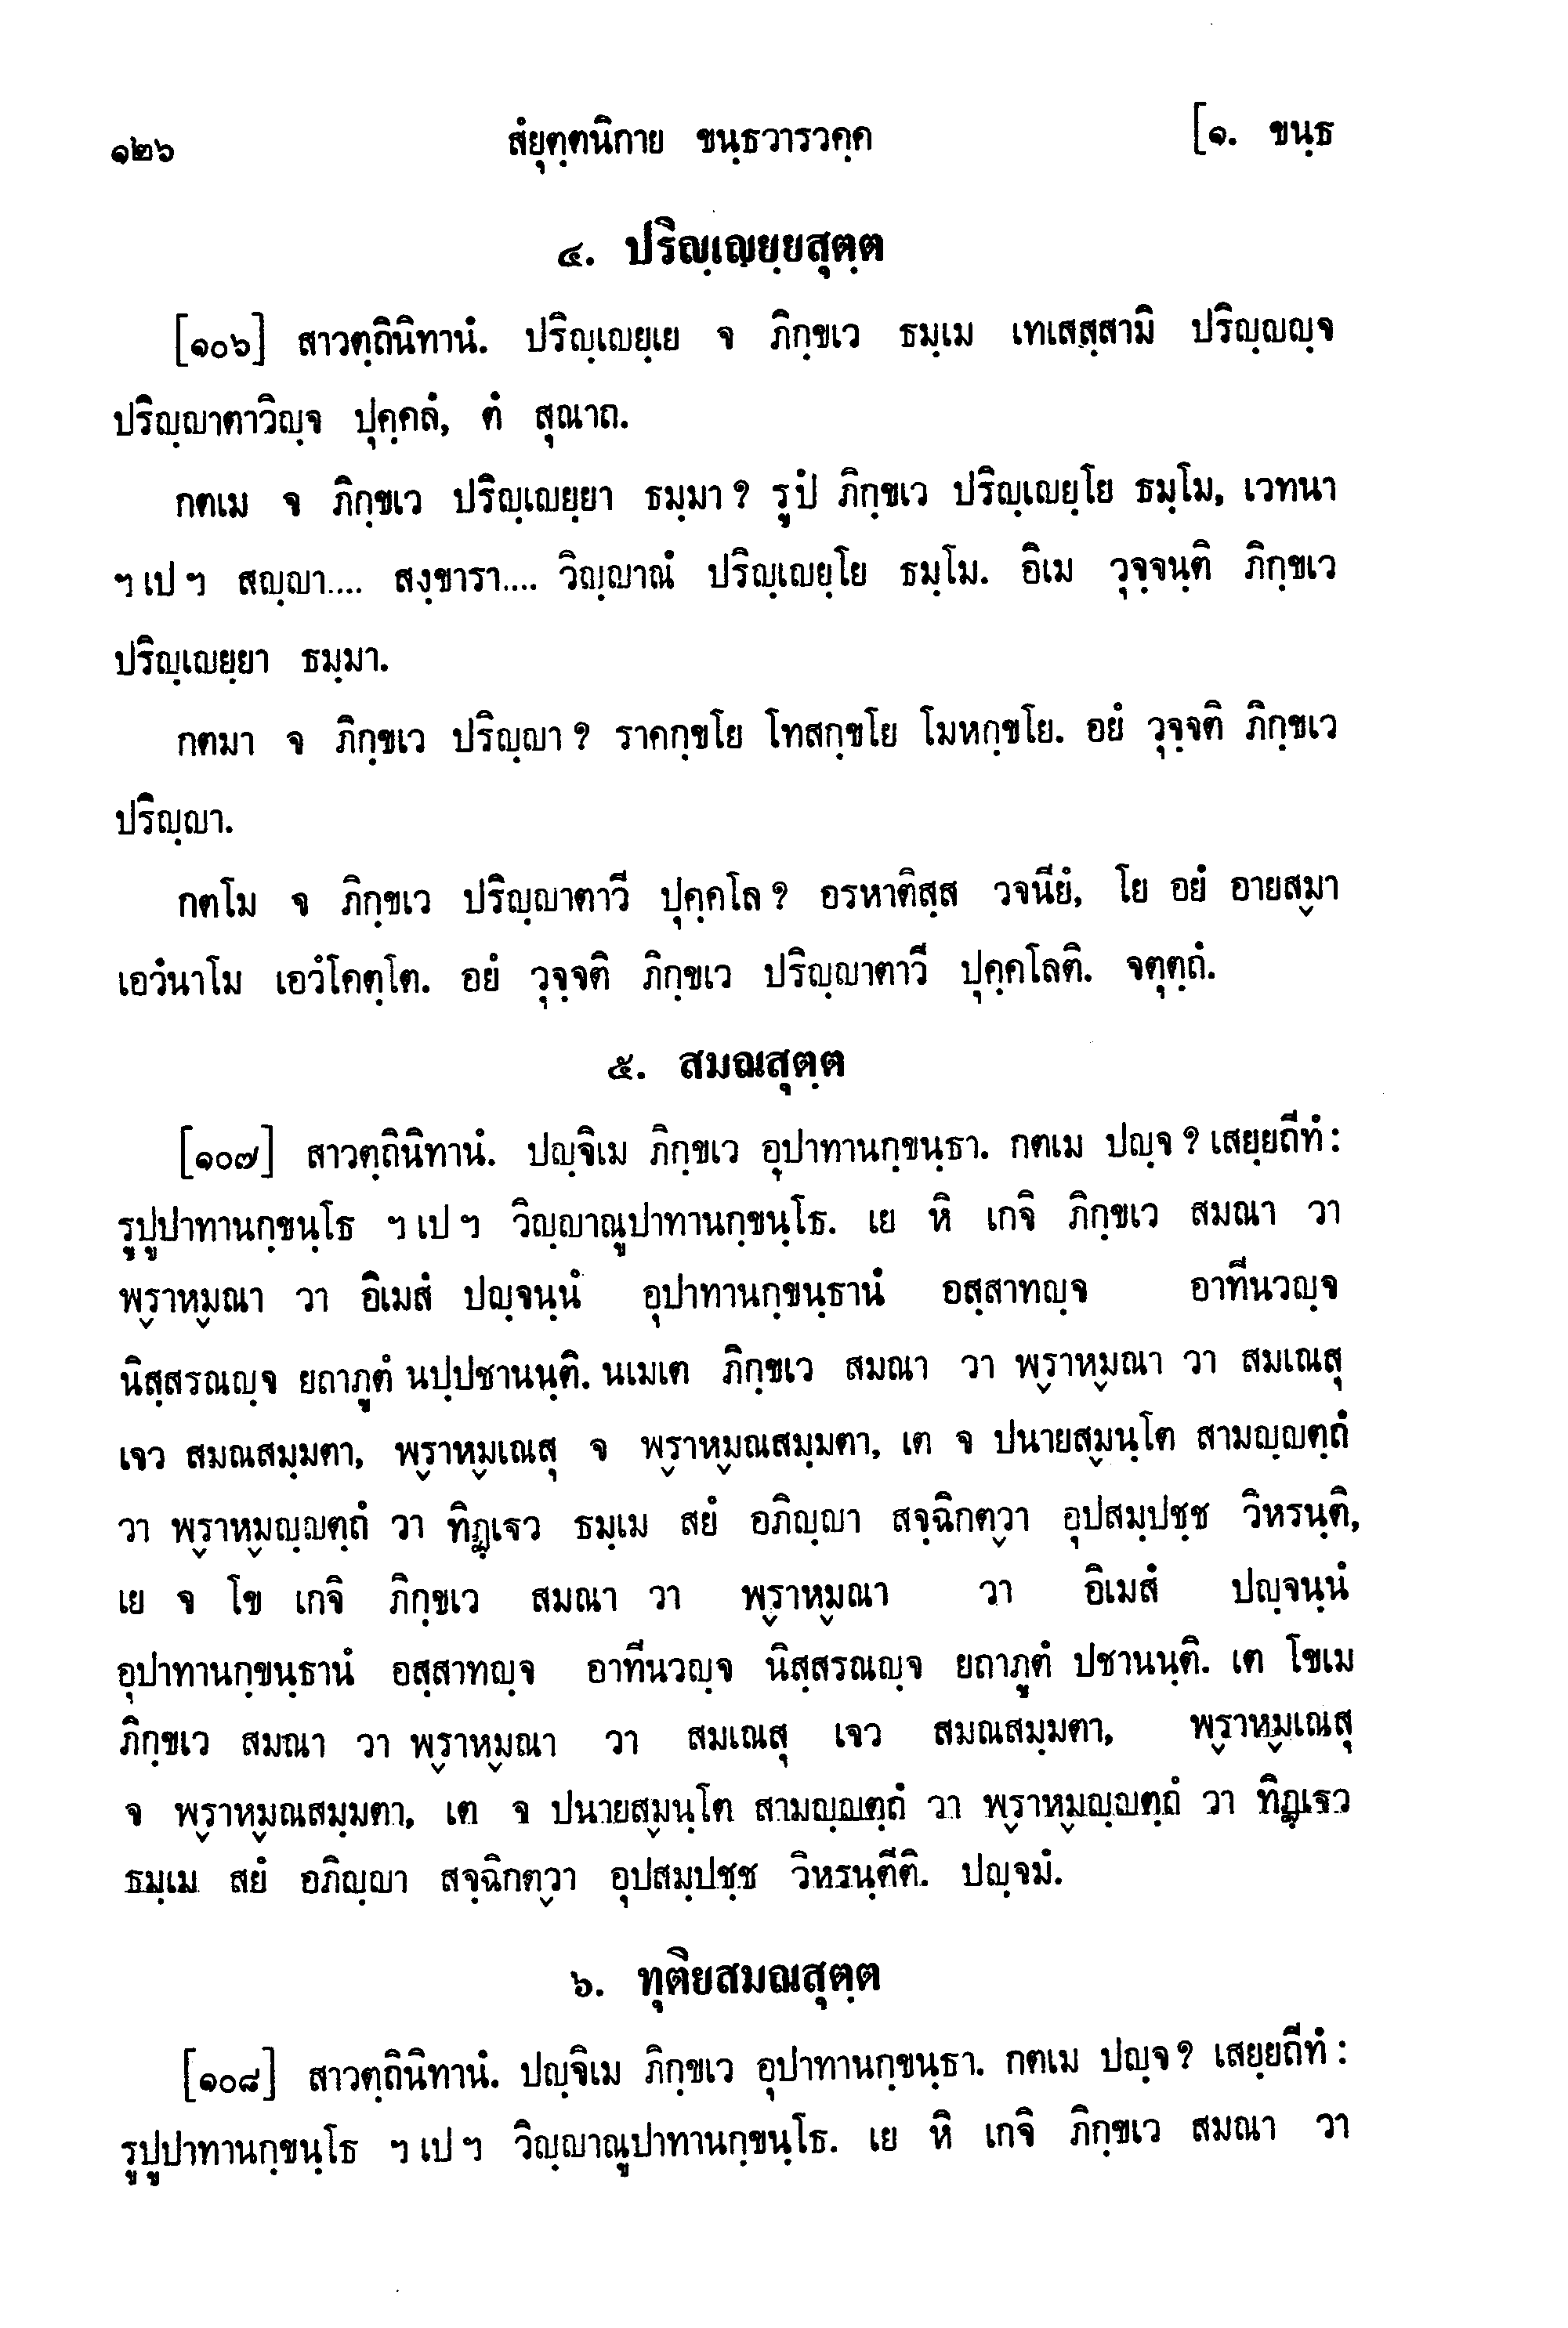 ๑๒๖ สํยุตฺตนิกาย ขนฺธวารวคฺค [๑. ขนฺธ
๔. ปริญฺเญยฺยสุตฺต
[๑๐๖] สาวตฺถินิทานํ. ปริญฺเญยฺเย จ ภิกฺขเว ธมฺเม เทเสสฺสามิ ปริญฺญญฺจ
ปริญฺญาตาวิญฺจ ปุคฺคลํ, ตํ สุณาถ.
กตเม จ ภิกฺขเว ปริญฺเญยฺยา ธมฺมา ? รูปํ ภิกฺขเว ปริญฺเญยฺโย ธมฺโม, เวทนา
ฯ เป ฯ สญฺญา.... สงฺขารา.... วิญฺญาณํ ปริญฺเญยฺโย ธมฺโม. อิเม วุจฺจนฺติ ภิกฺขเว
ปริญฺเญยฺยา ธมฺมา.
กตมา จ ภิกฺขเว ปริญฺญา ? ราคกฺขโย โทสกฺขโย โมหกฺขโย. อยํ วุจฺจติ ภิกฺขเว
ปริญฺญา.
กตโม จ ภิกฺขเว ปริญฺญาตาวี ปุคฺคโล ? อรหาติสฺส วจนียํ, โย อยํ อายสฺมา
เอวํนาโม เอวํโคตฺโต. อยํ วุจฺจติ ภิกฺขเว ปริญฺญาตาวี ปุคฺคโลติ. จตุตฺถํ.
๕. สมณสุตฺต
[๑๐๗] สาวตฺถินิทานํ. ปญฺจิเม ภิกฺขเว อุปาทานกฺขนฺธา. กตเม ปญฺจ ? เสยฺยถีทํ :
รูปูปาทานกฺขนฺโธ ฯ เป ฯ วิญฺญาณูปาทานกฺขนฺโธ. เย หิ เกจิ ภิกฺขเว สมณา วา
พฺราหฺมณา วา อิเมสํ ปญฺจนฺนํ อุปาทานกฺขนฺธานํ อสฺสาทญฺจ อาทีนวญฺจ
นิสฺสรณญฺจ ยถาภูตํ นปฺปชานนฺติ. นเมเต ภิกฺขเว สมณา วา พฺราหฺมณา วา สมเณสุ
เจว สมณสมฺมตา, พฺราหฺมเณสุ จ พฺราหฺมณสมฺมตา, เต จ ปนายสฺมนฺโต สามญฺญตฺถํ
วา พฺราหฺมญฺญตฺถํ วา ทิฏฺเฐว ธมฺเม สยํ อภิญฺญา สจฺฉิกตฺวา อุปสมฺปชฺช วิหรนฺติ,
เย จ โข เกจิ ภิกฺขเว สมณา วา พฺราหฺมณา วา อิเมสํ ปญฺจนฺนํ
อุปาทานกฺขนฺธานํ อสฺสาทญฺจ อาทีนวญฺจ นิสฺสรณญฺจ ยถาภูตํ ปชานนฺติ. เต โขเม
ภิกฺขเว สมณา วา พฺราหฺมณา วา สมเณสุ เจว สมณสมฺมตา, พฺราหฺมเณสุ
จ พฺราหฺมณสมฺมตา, เต จ ปนายสฺมนฺโต สามญฺญตฺถํ วา พฺราหฺมญฺญตฺถํ วา ทิฏฺเฐว
ธมฺเม สยํ อภิญฺญา สจฺฉิกตฺวา อุปสมฺปชฺช วิหรนฺตีติ. ปญฺจมํ.
๖. ทุติยสมณสุตฺต
[๑๐๘] สาวตฺถินิทานํ. ปญฺจิเม ภิกฺขเว อุปาทานกฺขนฺธา. กตเม ปญฺจ ? เสยฺยถีทํ :
รูปูปาทานกฺขนฺโธ ฯ เป ฯ วิญฺญาณูปาทานกฺขนฺโธ. เย หิ เกจิ ภิกฺขเว สมณา วา